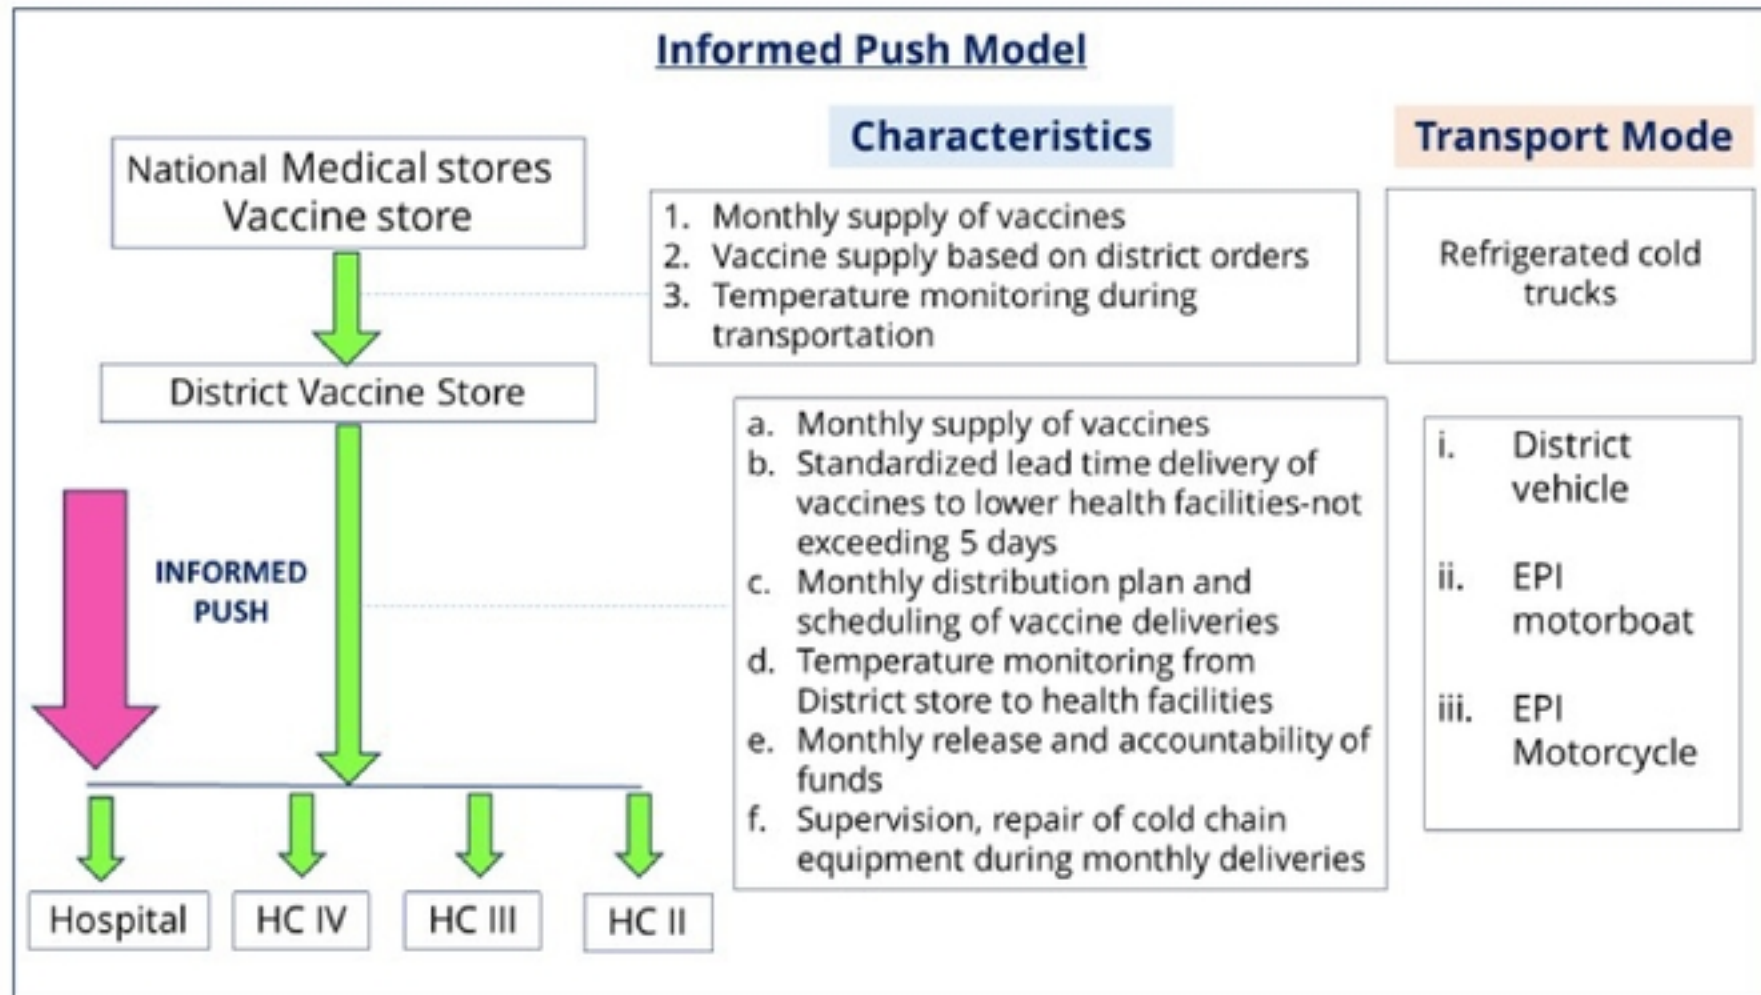 Informed Push Model
Characteristics
Transport Mode
National Medical stores
Vaccine store
1. Monthly supply of vaccines
2. Vaccine supply based on district orders
3. Temperature monitoring during
transportation
Refrigerated cold
trucks
District Vaccine Store
a. Monthly supply of vaccines
b. Standardized lead time delivery of
vaccines to lower health facilities-not
exceeding 5 days
c. Monthly distribution plan and
scheduling of vaccine deliveries
d. Temperature monitoring from
District store to health facilities
e. Monthly release and accountability of
funds
f. Supervision, repair of cold chain
equipment during monthly deliveries
i. District
vehicle
ii. EPI
motorboat
iii. EPI
Motorcycle
INFORMED
PUSH
Hospital
HC IV
HC III
HC II